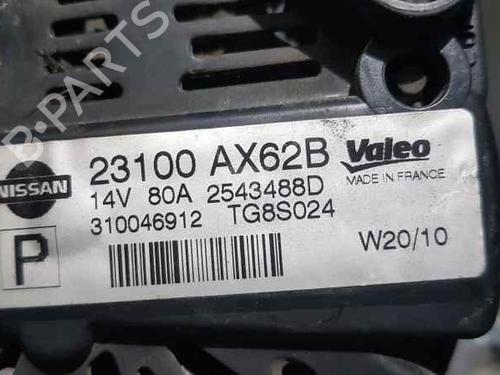 B-PARTS
23100 AX62B
Valeo
NISSAN
14V 80A 2543488D
MADE IN FRANCE
310046912 TG8S024
P
W20/10